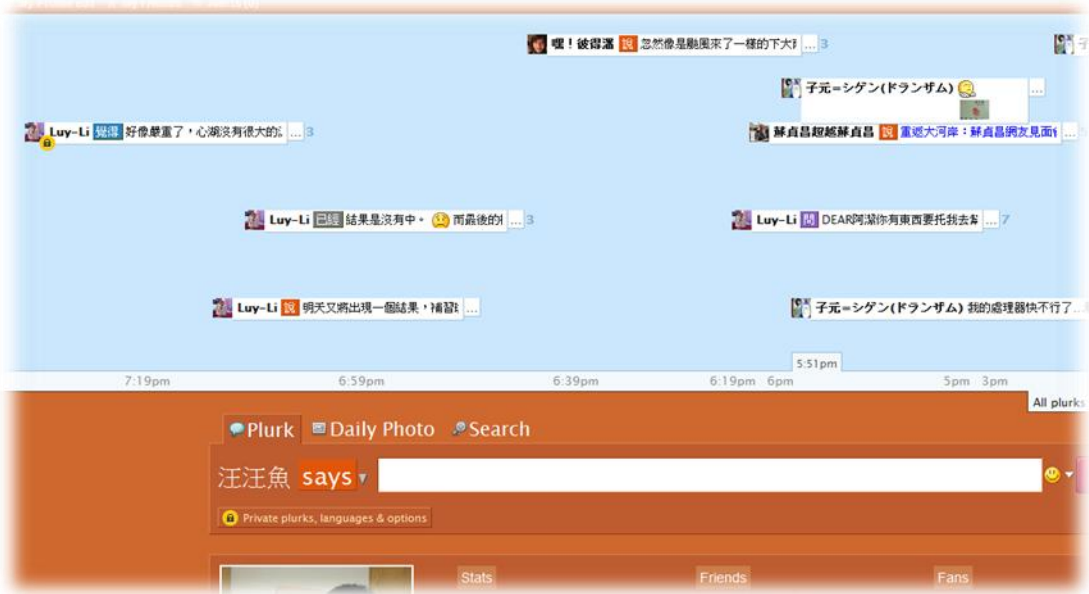 嘿！彼得潘 說 忽然像是颱風來了一樣的下大 ... 3
子元=シゲン(ドランザム) ...
Luy-Li 覺得 好像嚴重了，心湖沒有很大的 ... 3
蘇貞昌超越蘇貞昌 說 重返大河岸：蘇貞昌網友見面 ...
Luy-Li 已經 結果是沒有中。 而最後的 ... 3
Luy-Li 問 DEAR阿潔你有東西要托我去幫 ... 7
Luy-Li 說 明天又將出現一個結果，補習 ...
子元=シゲン(ドランザム) 我的處理器快不行了 ...
5:51pm
7:19pm 6:59pm 6:39pm 6:19pm 6pm 5pm 3pm
All plurks
Plurk Daily Photo Search
汪汪魚 says
Private plurks, languages & options
Stats Friends Fans